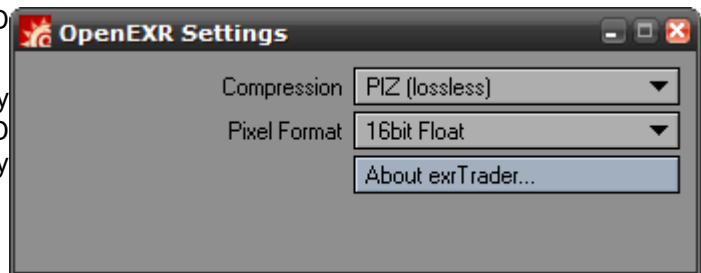 OpenEXR Settings
Compression PIZ (lossless)
Pixel Format 16bit Float
About exrTrader...